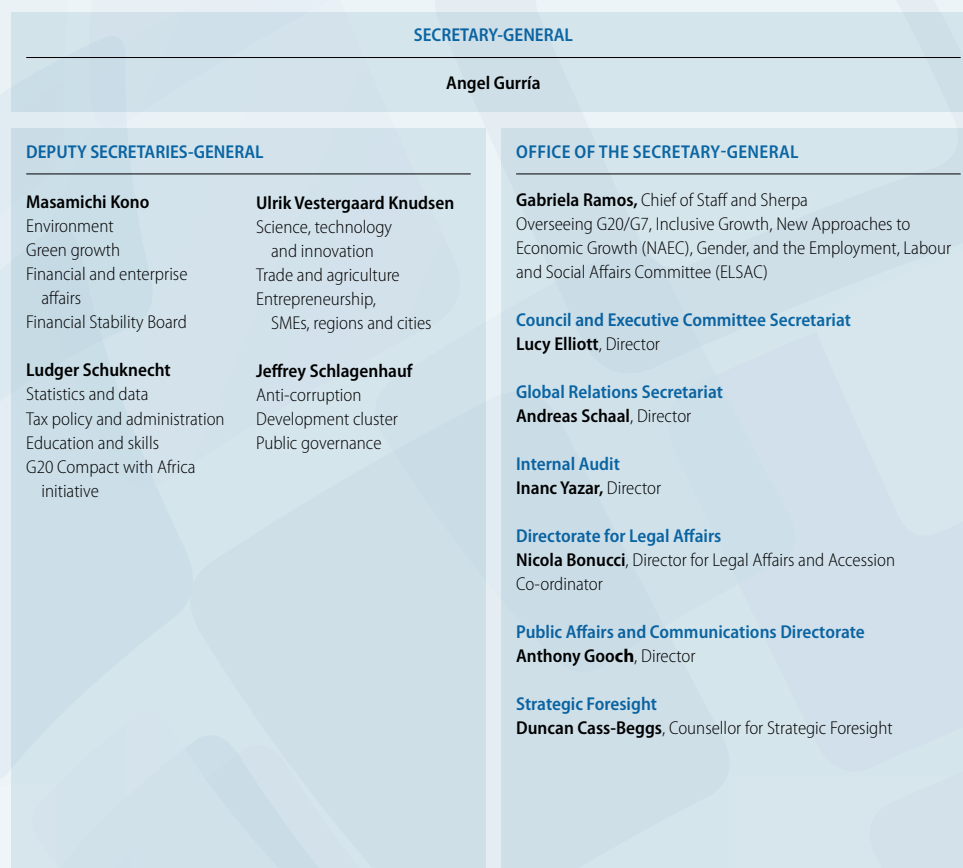 SECRETARY-GENERAL
Angel Gurría
DEPUTY SECRETARIES-GENERAL
Masamichi Kono
Environment
Green growth
Financial and enterprise
affairs
Financial Stability Board
Ludger Schuknecht
Statistics and data
Tax policy and administration
Education and skills
G20 Compact with Africa
initiative
Ulrik Vestergaard Knudsen
Science, technology
and innovation
Trade and agriculture
Entrepreneurship,
SMEs, regions and cities
Jeffrey Schlagenhauf
Anti-corruption
Development cluster
Public governance
OFFICE OF THE SECRETARY-GENERAL
Gabriela Ramos, Chief of Staff and Sherpa
Overseeing G20/G7, Inclusive Growth, New Approaches to
Economic Growth (NAEC), Gender, and the Employment, Labour
and Social Affairs Committee (ELSAC)
Council and Executive Committee Secretariat
Lucy Elliott, Director
Global Relations Secretariat
Andreas Schaal, Director
Internal Audit
Inanc Yazar, Director
Directorate for Legal Affairs
Nicola Bonucci, Director for Legal Affairs and Accession
Co-ordinator
Public Affairs and Communications Directorate
Anthony Gooch, Director
Strategic Foresight
Duncan Cass-Beggs, Counsellor for Strategic Foresight